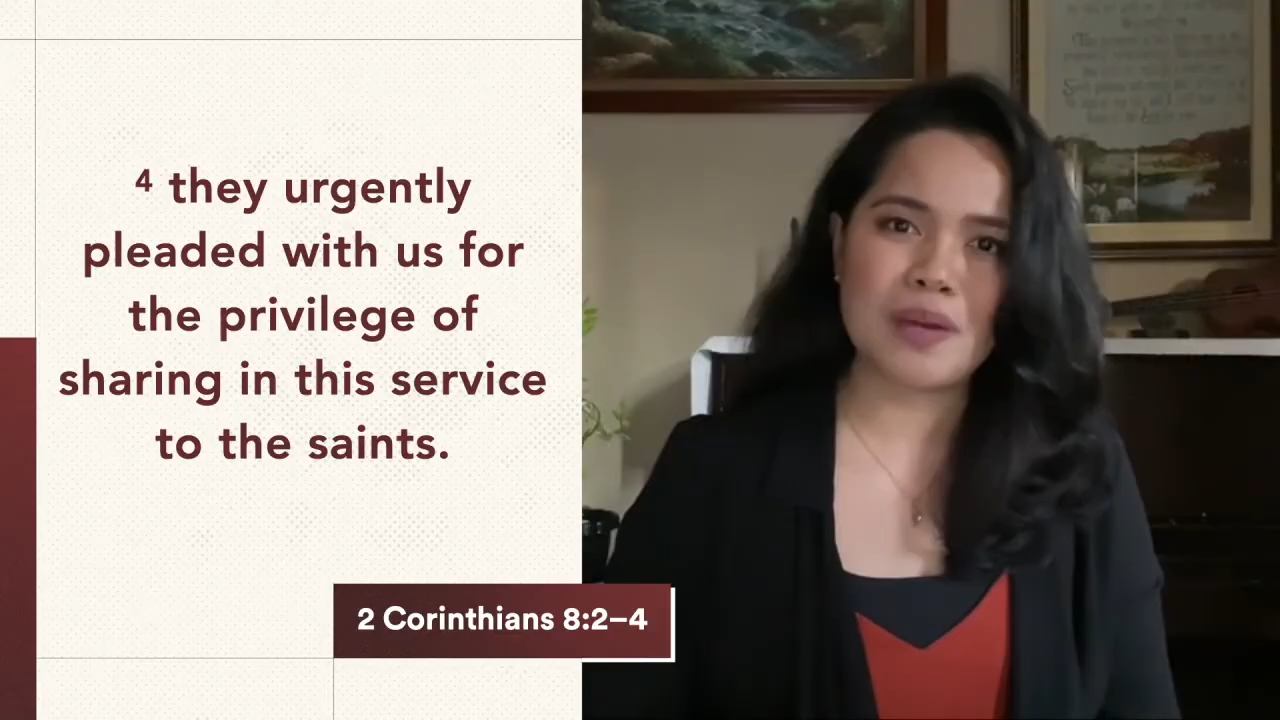 ⁴ they urgently
pleaded with us for
the privilege of
sharing in this service
to the saints.
2 Corinthians 8:2–4